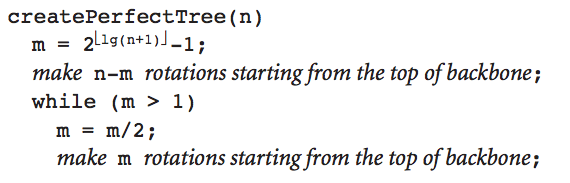 createPerfectTree(n)
m = 2⌊lg(n+1)⌋-1;
make n-m rotations starting from the top of backbone;
while (m > 1)
m = m/2;
make m rotations starting from the top of backbone;